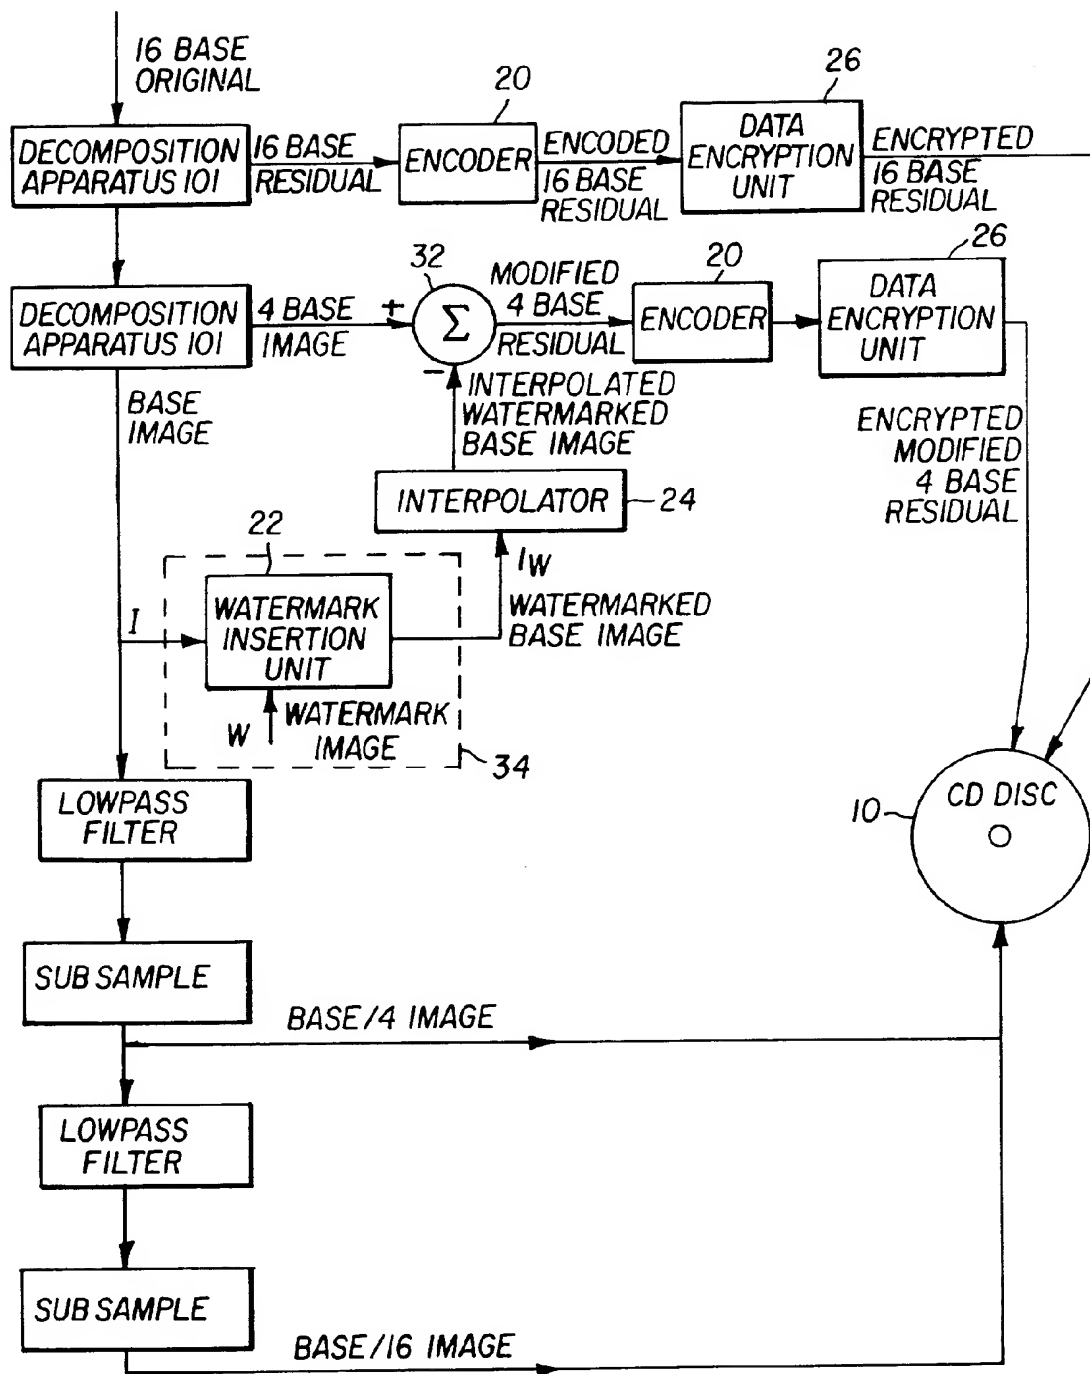 16 BASE
ORIGINAL
DECOMPOSITION
APPARATUS 101
16 BASE
RESIDUAL
20
ENCODER
ENCODED
16 BASE
RESIDUAL
26
DATA
ENCRYPTION
UNIT
ENCRYPTED
16 BASE
RESIDUAL
DECOMPOSITION
APPARATUS 101
4 BASE
IMAGE
+
32
Σ
-
MODIFIED
4 BASE
RESIDUAL
20
ENCODER
26
DATA
ENCRYPTION
UNIT
BASE
IMAGE
INTERPOLATED
WATERMARKED
BASE IMAGE
ENCRYPTED
MODIFIED
4 BASE
RESIDUAL
INTERPOLATOR
24
22
I
WATERMARK
INSERTION
UNIT
IW
WATERMARKED
BASE IMAGE
W
WATERMARK
IMAGE
34
LOWPASS
FILTER
10
CD DISC
SUB SAMPLE
BASE/4 IMAGE
LOWPASS
FILTER
SUB SAMPLE
BASE/16 IMAGE